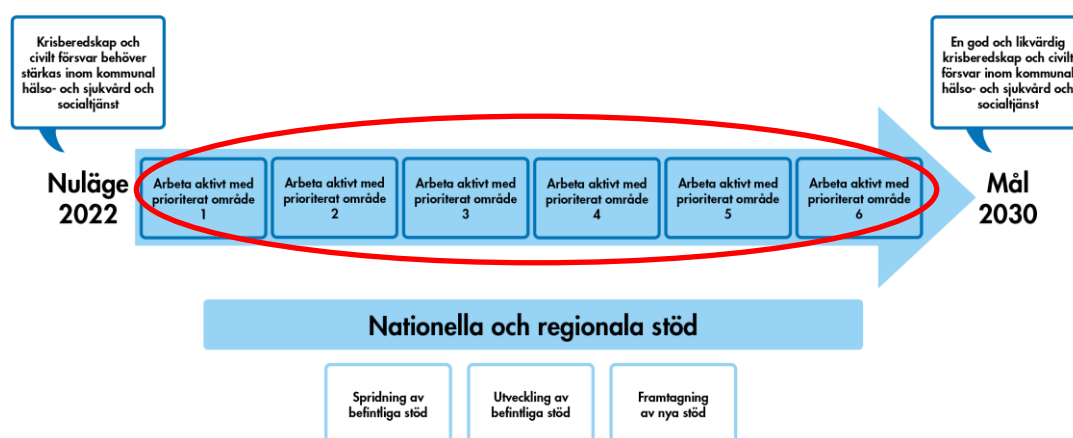 Krisberedskap och
civilt försvar behöver
stärkas inom kommunal
hälso- och sjukvård och
socialtjänst
En god och likvärdig
krisberedskap och civilt
försvar inom kommunal
hälso- och sjukvård och
socialtjänst
Nuläge
2022
Arbeta aktivt med
prioriterat område
1
Arbeta aktivt med
prioriterat område
2
Arbeta aktivt med
prioriterat område
3
Arbeta aktivt med
prioriterat område
4
Arbeta aktivt med
prioriterat område
5
Arbeta aktivt med
prioriterat område
6
Mål
2030
Nationella och regionala stöd
Spridning av
befintliga stöd
Utveckling av
befintliga stöd
Framtagning
av nya stöd